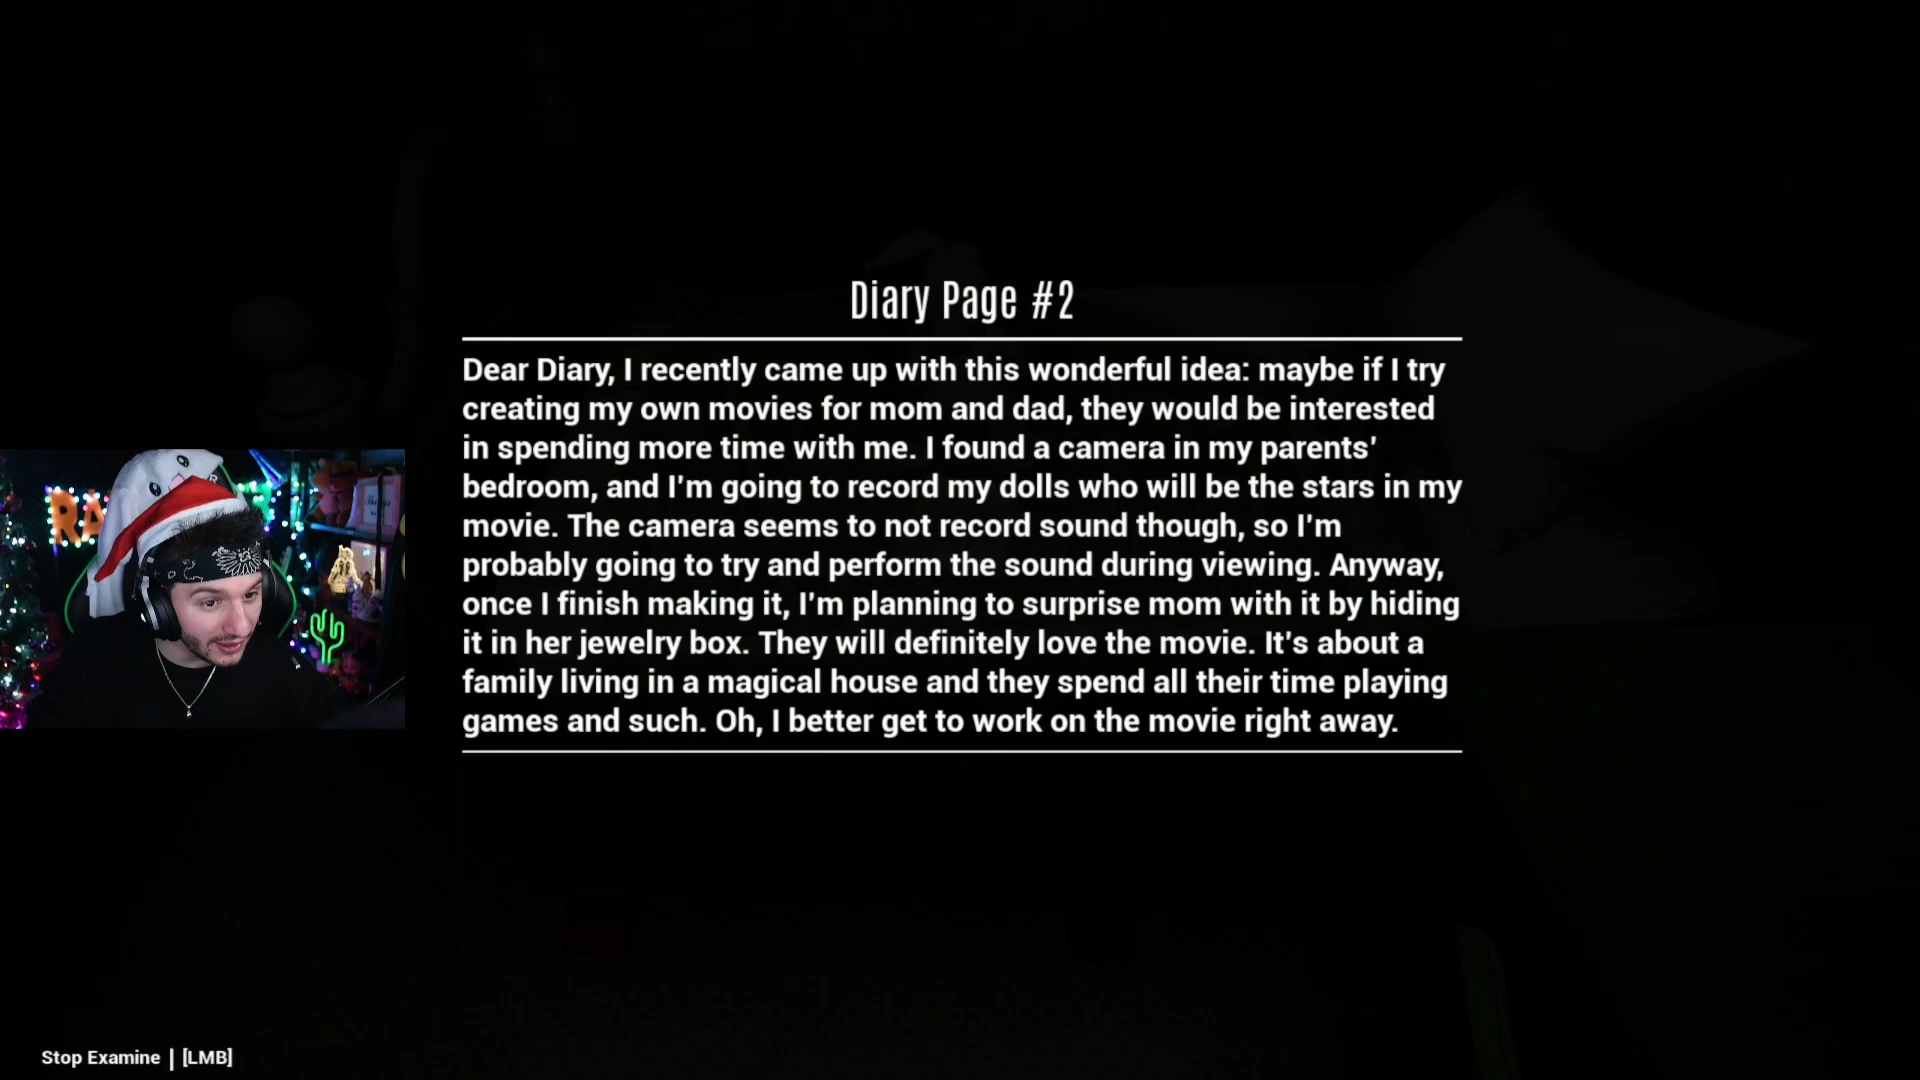 Diary Page #2
Dear Diary, I recently came up with this wonderful idea: maybe if I try
creating my own movies for mom and dad, they would be interested
in spending more time with me. I found a camera in my parents'
bedroom, and I'm going to record my dolls who will be the stars in my
movie. The camera seems to not record sound though, so I'm
probably going to try and perform the sound during viewing. Anyway,
once I finish making it, I'm planning to surprise mom with it by hiding
it in her jewelry box. They will definitely love the movie. It's about a
family living in a magical house and they spend all their time playing
games and such. Oh, I better get to work on the movie right away.
RA
Stop Examine | [LMB]